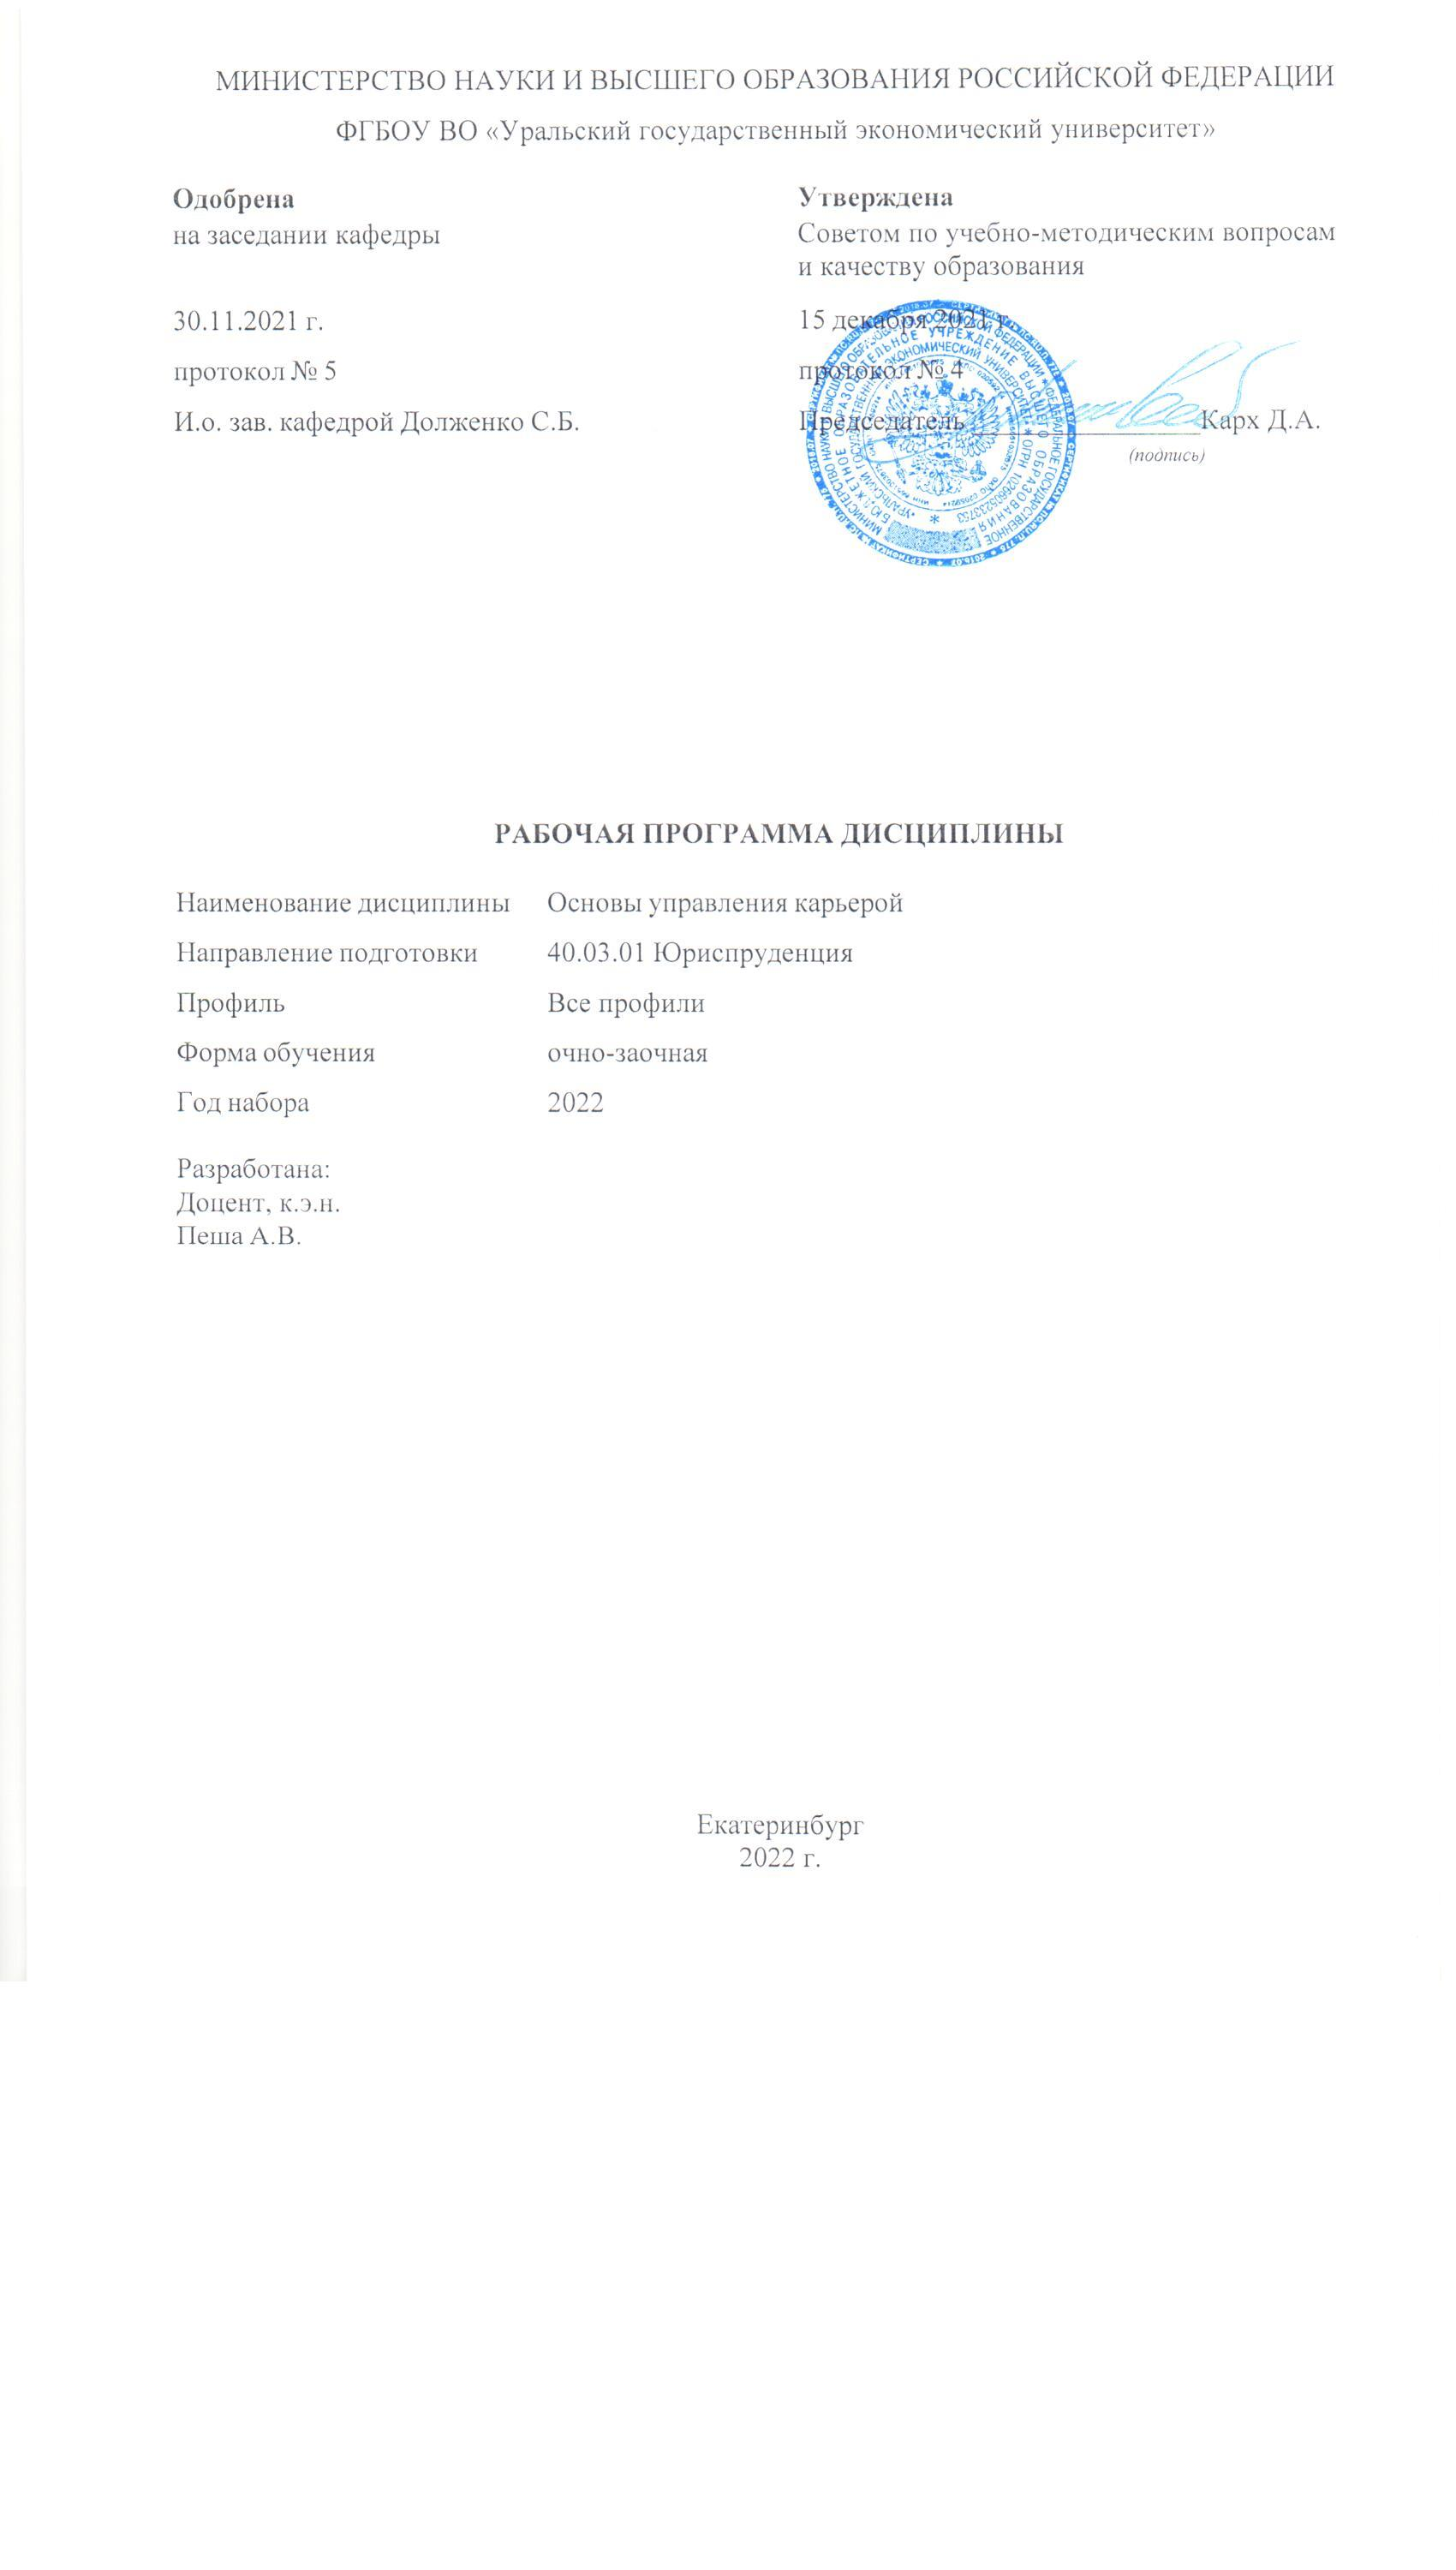 МИНИСТЕРСТВО НАУКИ И ВЫСШЕГО ОБРАЗОВАНИЯ РОССИЙСКОЙ ФЕДЕРАЦИИ
ФГБОУ ВО «Уральский государственный экономический университет»
Одобрена
на заседании кафедры
30.11.2021 г.
протокол № 5
И.о. зав. кафедрой Долженко С.Б.
Утверждена
Советом по учебно-методическим вопросам
и качеству образования
15 декабря 2021 г.
протокол № 4
Председатель Карх Д.А.
(подпись)
РАБОЧАЯ ПРОГРАММА ДИСЦИПЛИНЫ
Наименование дисциплины Основы управления карьерой
Направление подготовки 40.03.01 Юриспруденция
Профиль Все профили
Форма обучения очно-заочная
Год набора 2022
Разработана:
Доцент, к.э.н.
Пеша А.В.
Екатеринбург
2022 г.